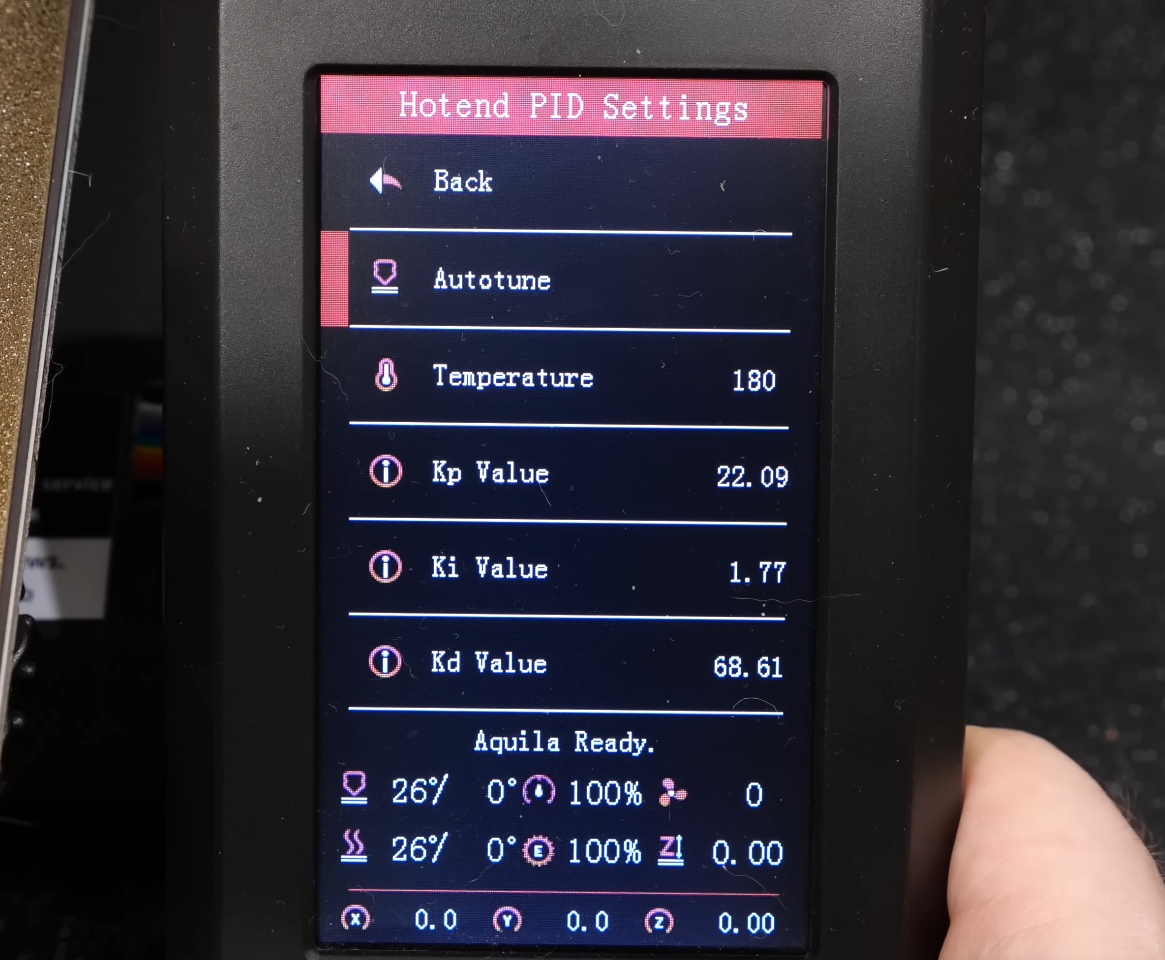 Hotend PID Settings
Back
Autotune
Temperature 180
Kp Value 22.09
Ki Value 1.77
Kd Value 68.61
Aquila Ready.
26°/ 0° 100% 0
26°/ 0° E 100% Z 0.00
X 0.0 Y 0.0 Z 0.00
service